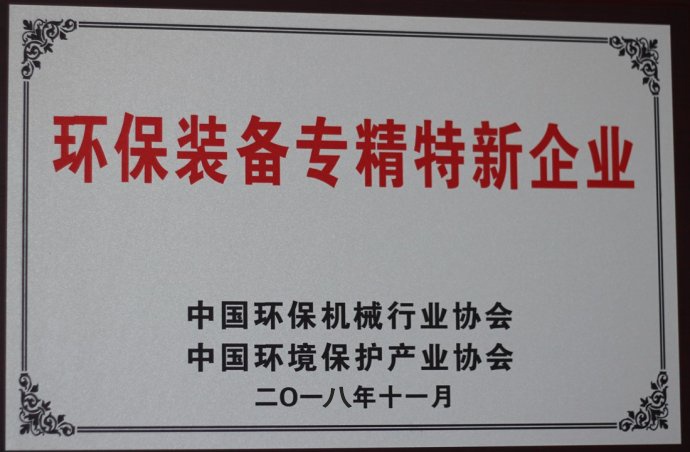 环保装备专精特新企业
中国环保机械行业协会
中国环境保护产业协会
二〇一八年十一月